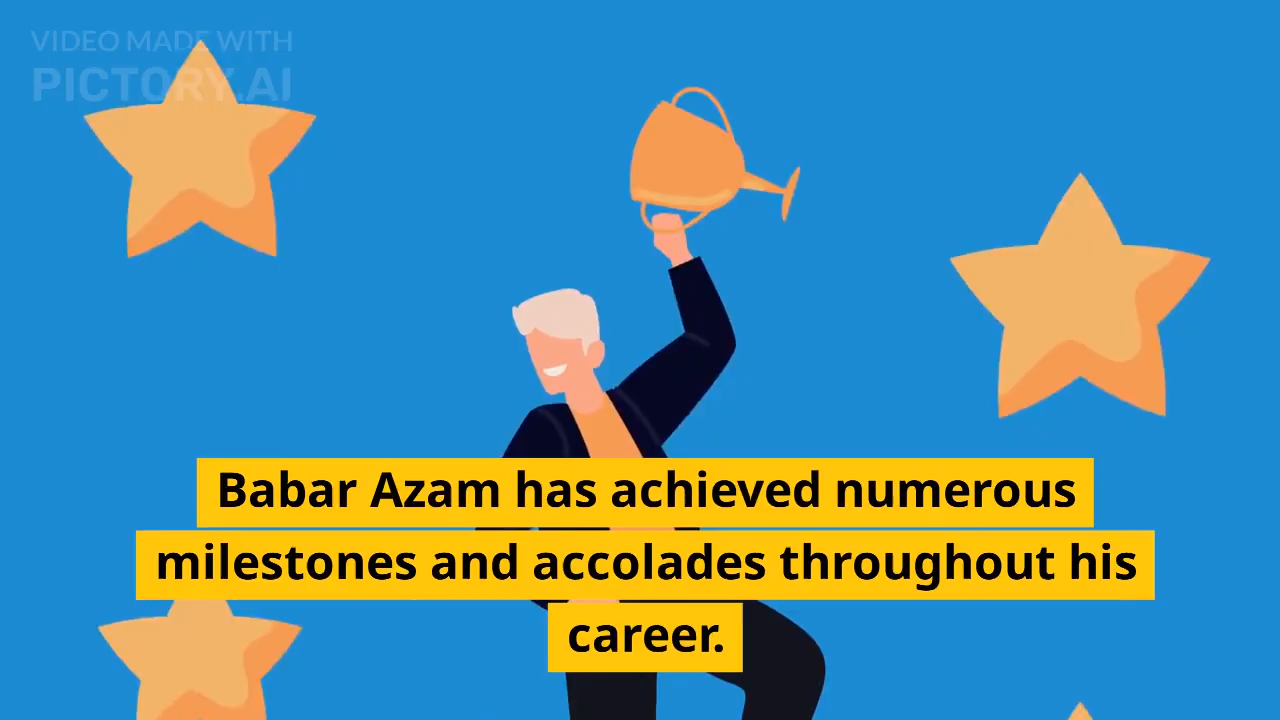 VIDEO MADE WITH
PICTORY.AI
Babar Azam has achieved numerous
milestones and accolades throughout his
career.